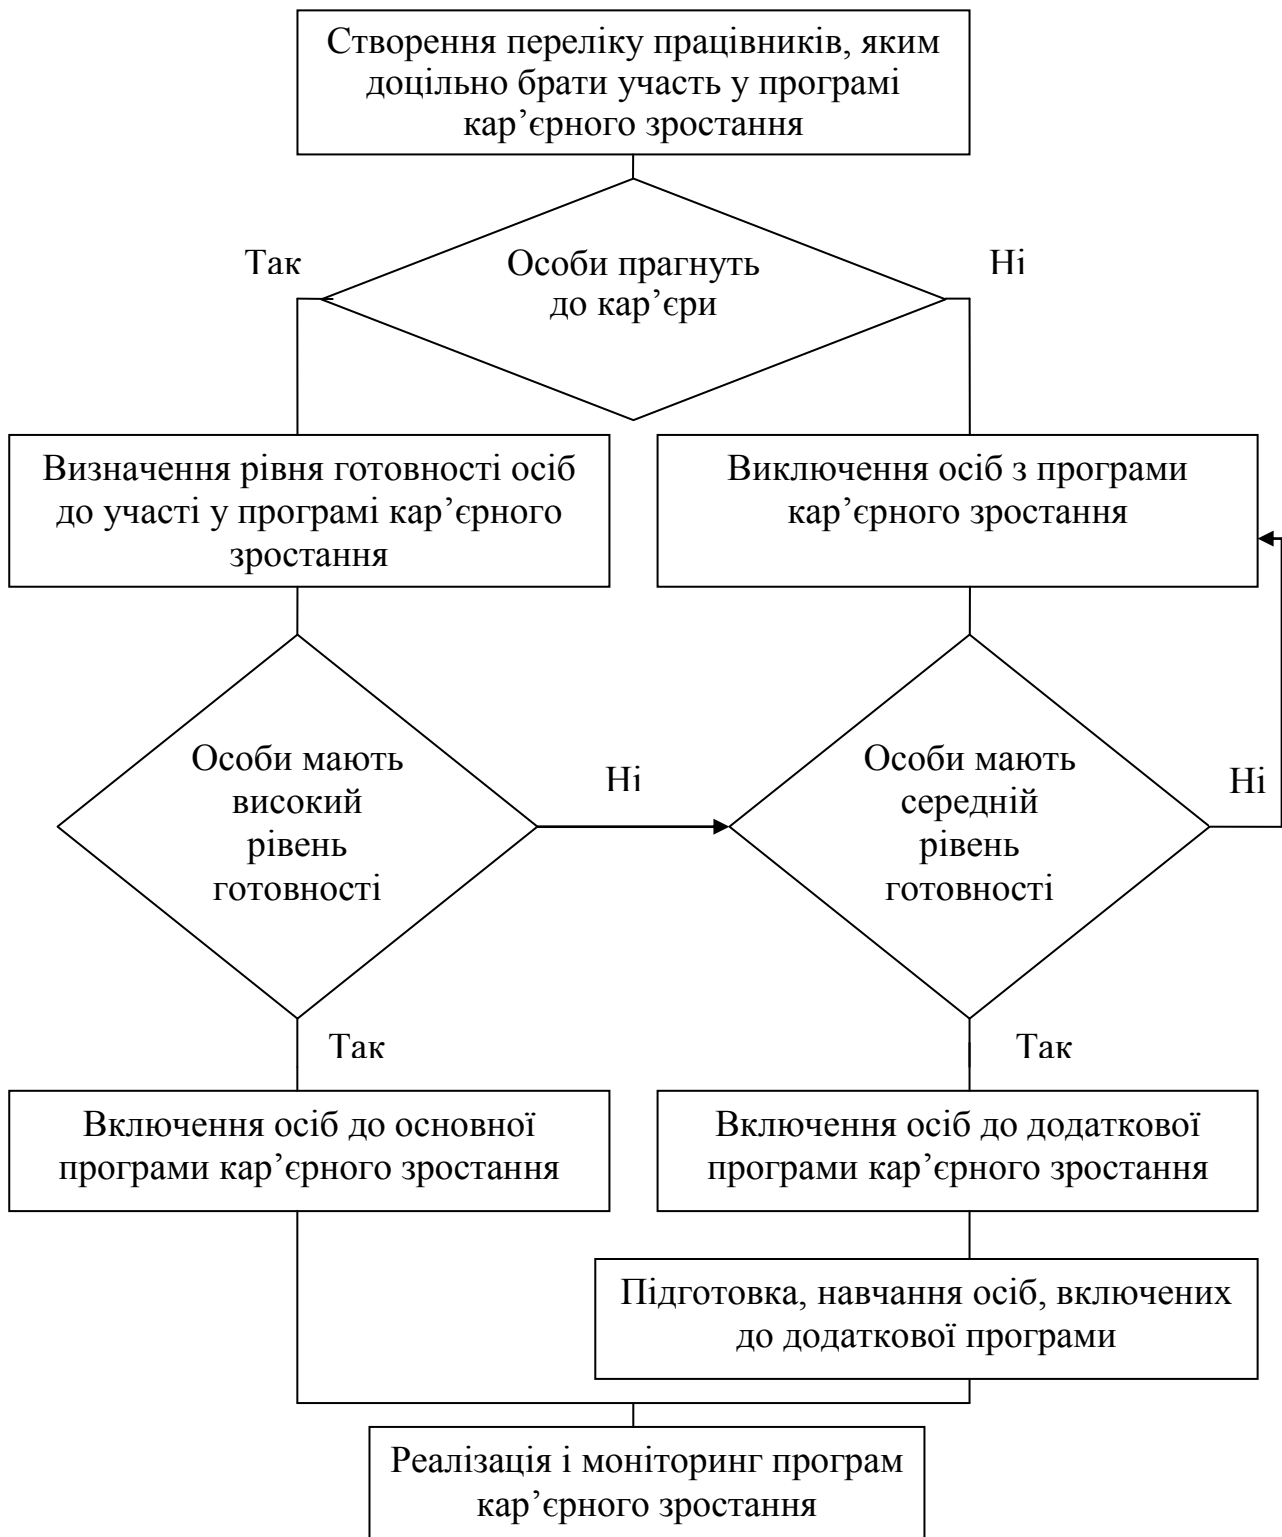 Створення переліку працівників, яким
доцільно брати участь у програмі
кар’єрного зростання
Так
Особи прагнуть
до кар’єри
Ні
Визначення рівня готовності осіб
до участі у програмі кар’єрного
зростання
Виключення осіб з програми
кар’єрного зростання
Особи мають
високий
рівень
готовності
Ні
Особи мають
середній
рівень
готовності
Ні
Так
Так
Включення осіб до основної
програми кар’єрного зростання
Включення осіб до додаткової
програми кар’єрного зростання
Підготовка, навчання осіб, включених
до додаткової програми
Реалізація і моніторинг програм
кар’єрного зростання